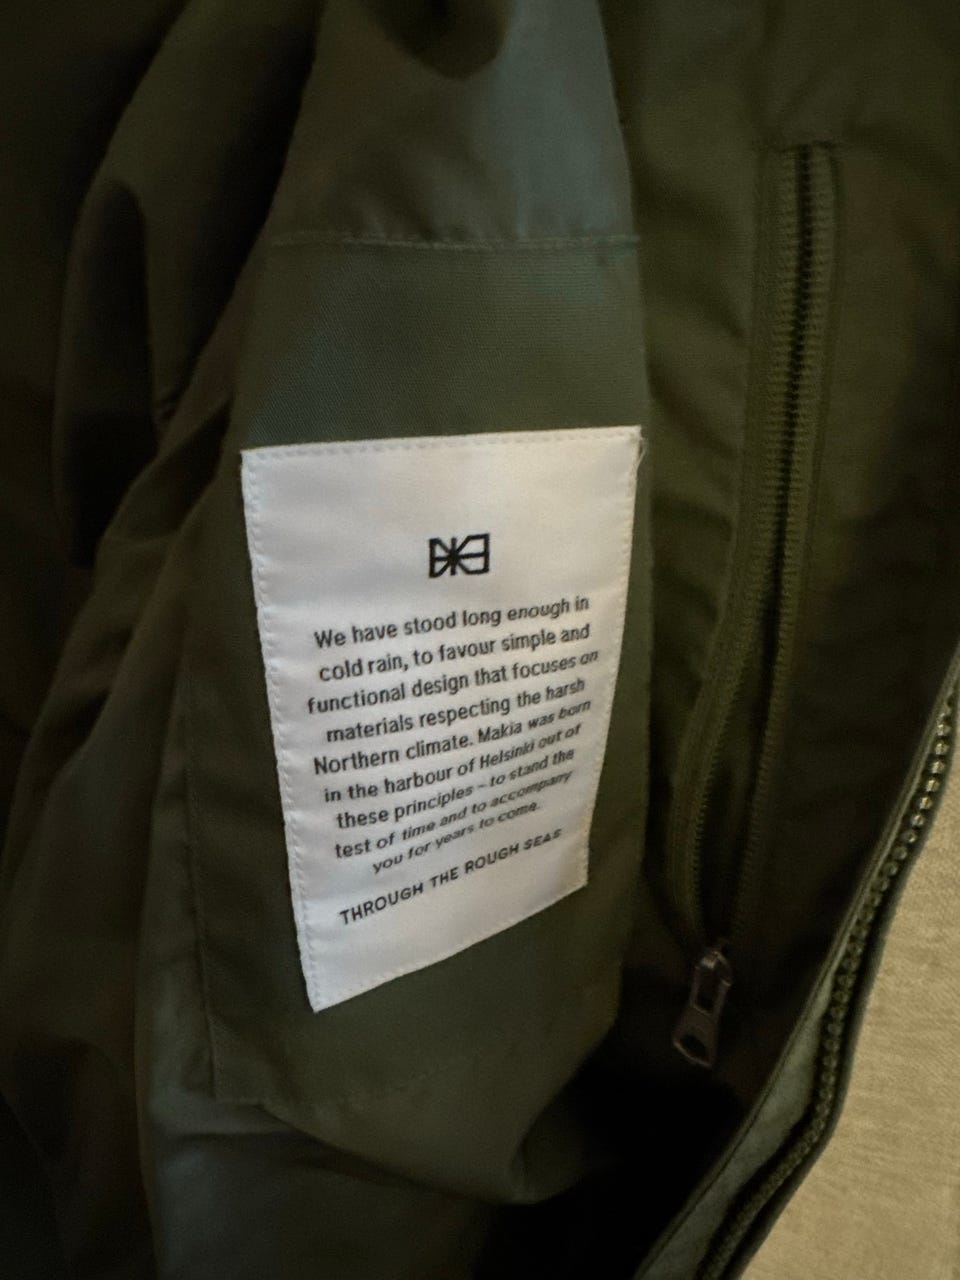 We have stood long enough in
cold rain, to favour simple and
functional design that focuses on
materials respecting the harsh
Northern climate. Makia was born
in the harbour of Helsinki out of
these principles – to stand the
test of time and to accompany
you for years to come.
THROUGH THE ROUGH SEAS